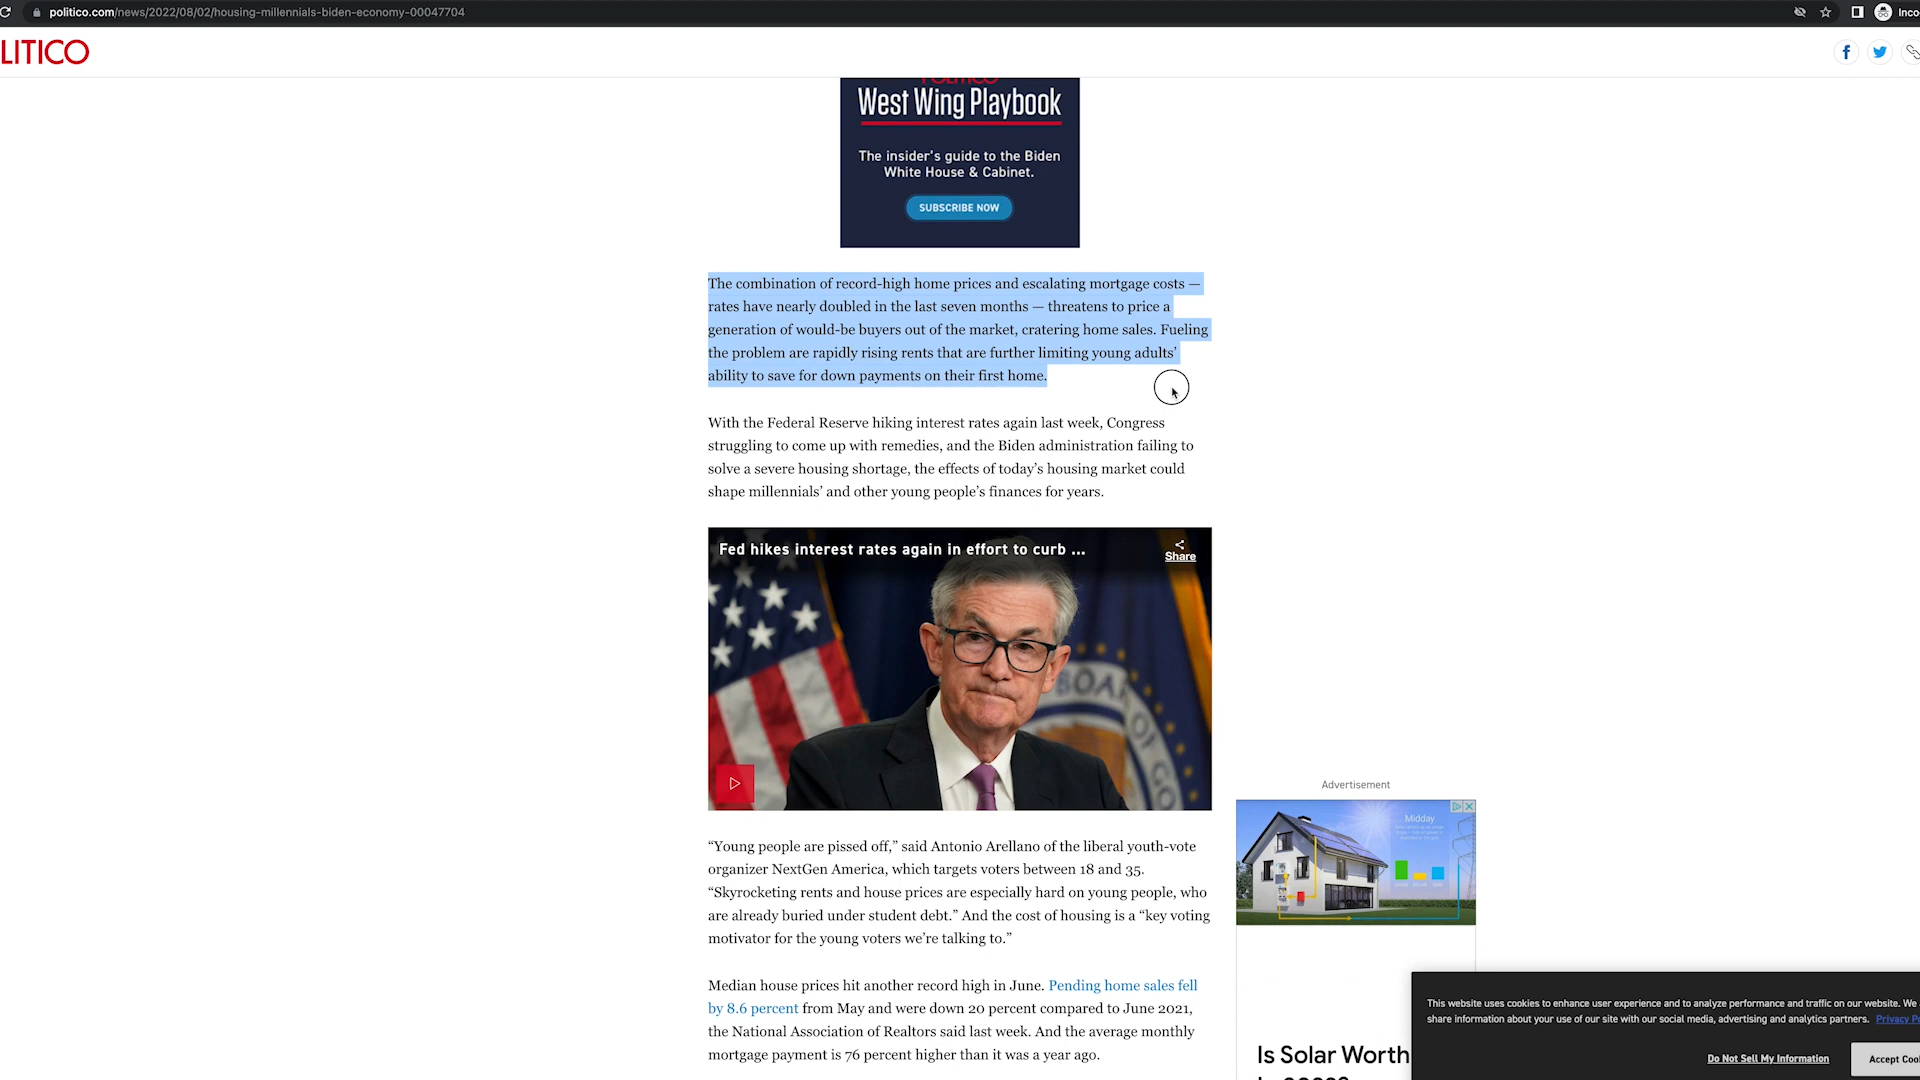 politico.com/news/2022/08/02/housing-millennials-biden-economy-00047704
Inco
LITICO
West Wing Playbook
The insider's guide to the Biden
White House & Cabinet.
SUBSCRIBE NOW
The combination of record-high home prices and escalating mortgage costs —
rates have nearly doubled in the last seven months — threatens to price a
generation of would-be buyers out of the market, cratering home sales. Fueling
the problem are rapidly rising rents that are further limiting young adults’
ability to save for down payments on their first home.
With the Federal Reserve hiking interest rates again last week, Congress
struggling to come up with remedies, and the Biden administration failing to
solve a severe housing shortage, the effects of today’s housing market could
shape millennials’ and other young people’s finances for years.
Fed hikes interest rates again in effort to curb ...
Share
BOARD OF GO
“Young people are pissed off,” said Antonio Arellano of the liberal youth-vote
organizer NextGen America, which targets voters between 18 and 35.
“Skyrocketing rents and house prices are especially hard on young people, who
are already buried under student debt.” And the cost of housing is a “key voting
motivator for the young voters we’re talking to.”
Median house prices hit another record high in June. Pending home sales fell
by 8.6 percent from May and were down 20 percent compared to June 2021,
the National Association of Realtors said last week. And the average monthly
mortgage payment is 76 percent higher than it was a year ago.
Advertisement
Midday
Is Solar Worth
This website uses cookies to enhance user experience and to analyze performance and traffic on our website. We
share information about your use of our site with our social media, advertising and analytics partners. Privacy P
Do Not Sell My Information
Accept Coo